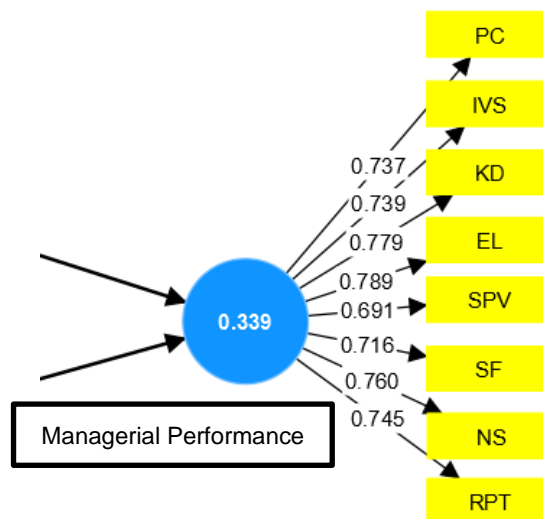 PC
IVS
0.737
KD
0.739
0.779
EL
0.789
SPV
0.691
0.339
0.716
SF
0.760
0.745
NS
Managerial Performance
RPT